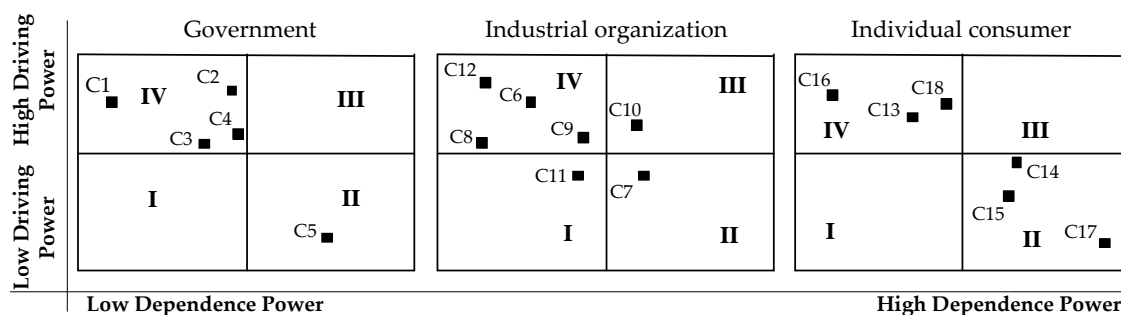 Government
Industrial organization
Individual consumer
High Driving
Power
Low Driving
Power
C1
IV
C2
III
C3
C4
I
II
C5
C12
IV
III
C6
C10
C8
C9
C11
C7
I
II
C16
C18
C13
IV
III
C14
C15
I
II
C17
Low Dependence Power
High Dependence Power